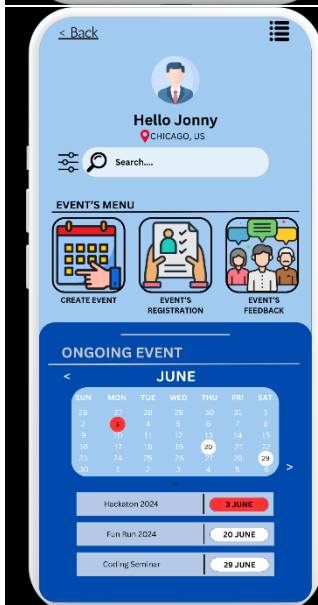 < Back
Hello Jonny
CHICAGO, US
Search....
EVENT'S MENU
CREATE EVENT
EVENT'S
REGISTRATION
EVENT'S
FEEDBACK
ONGOING EVENT
< JUNE
SUN MON TUE WED THU FRI SAT
26 27 28 29 30 31 1
2 3 4 5 6 7 8
9 10 11 12 13 14 15
16 17 18 19 20 21 22
23 24 25 26 27 28 29
30 1 2 3 4 5 6 >
Hackaton 2024 3 JUNE
Fun Run 2024 20 JUNE
Coding Seminar 29 JUNE